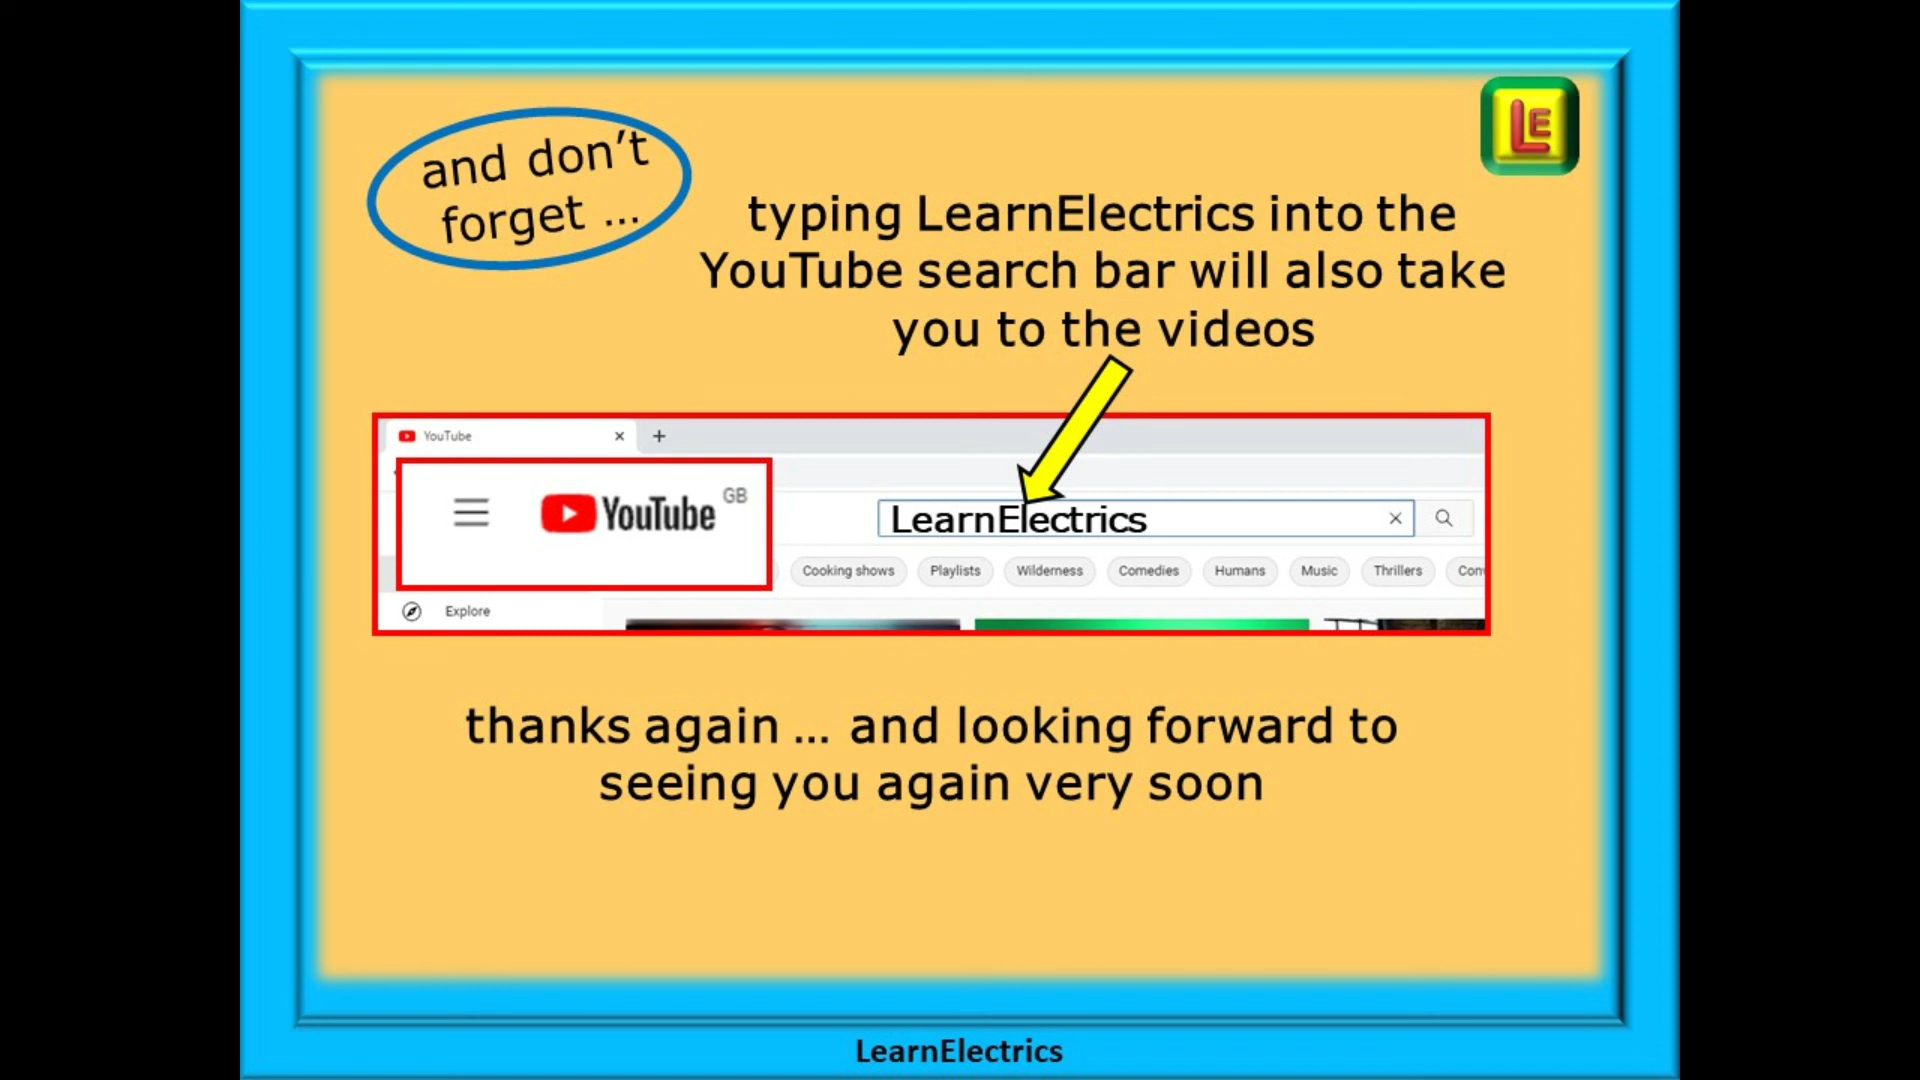 and don’t
forget ...
LE
typing LearnElectrics into the
YouTube search bar will also take
you to the videos
YouTube
YouTube GB
LearnElectrics
Cooking shows Playlists Wilderness Comedies Humans Music Thrillers
Explore
thanks again ... and looking forward to
seeing you again very soon
LearnElectrics